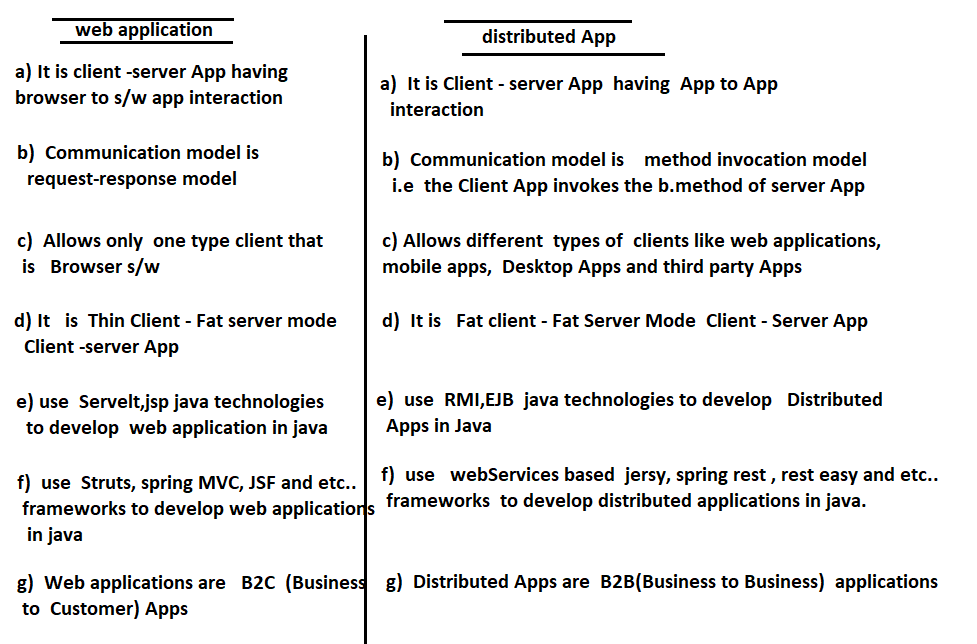 web application
a) It is client -server App having
browser to s/w app interaction
b) Communication model is
request-response model
c) Allows only one type client that
is Browser s/w
d) It is Thin Client - Fat server mode
Client -server App
e) use Servelt,jsp java technologies
to develop web application in java
f) use Struts, spring MVC, JSF and etc..
frameworks to develop web applications
in java
g) Web applications are B2C (Business
to Customer) Apps
distributed App
a) It is Client - server App having App to App
interaction
b) Communication model is method invocation model
i.e the Client App invokes the b.method of server App
c) Allows different types of clients like web applications,
mobile apps, Desktop Apps and third party Apps
d) It is Fat client - Fat Server Mode Client - Server App
e) use RMI,EJB java technologies to develop Distributed
Apps in Java
f) use webServices based jersy, spring rest , rest easy and etc..
frameworks to develop distributed applications in java.
g) Distributed Apps are B2B(Business to Business) applications